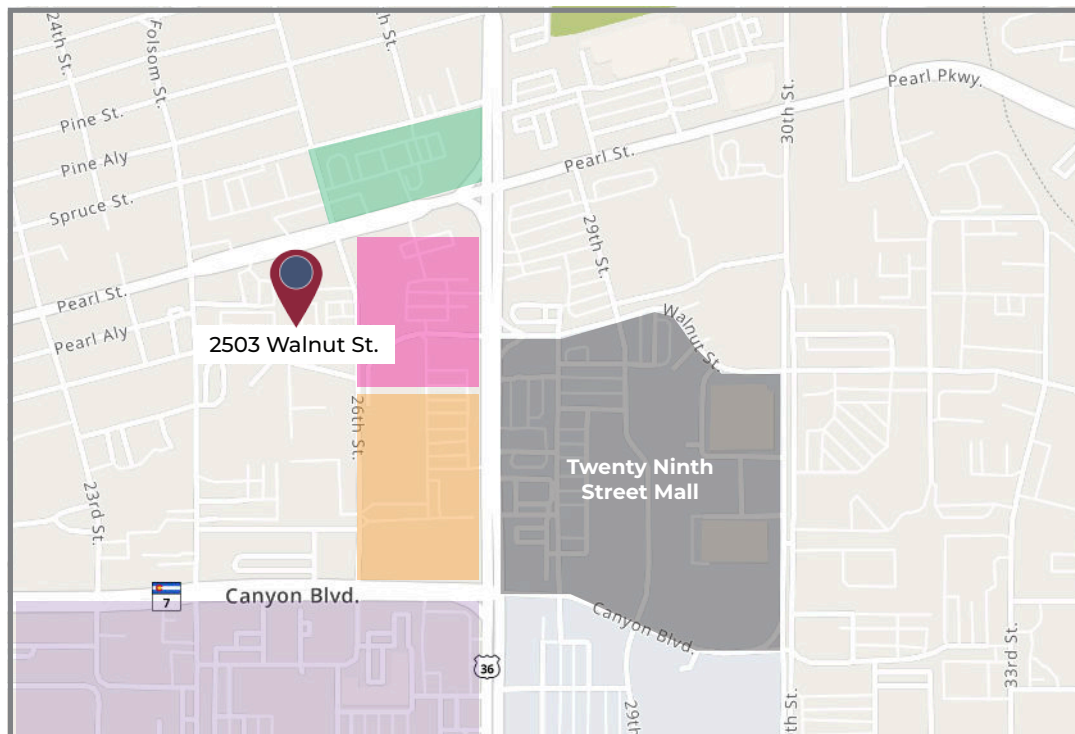 24th St.
Folsom St.
th St.
Pine St.
Pine Aly
Spruce St.
Pearl St.
Pearl Aly
Pearl St.
Pearl Pkwy.
30th St.
29th St.
Walnut St.
2503 Walnut St.
26th St.
23rd St.
Twenty Ninth
Street Mall
7
Canyon Blvd.
Canyon Blvd.
36
29th
th St.
33rd St.